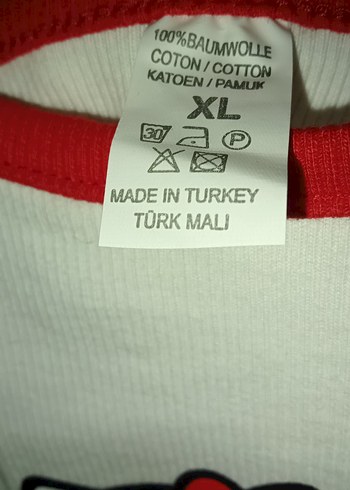 100%BAUMWOLLE
COTON / COTTON
KATOEN / PAMUK
XL
30 P
MADE IN TURKEY
TÜRK MALI